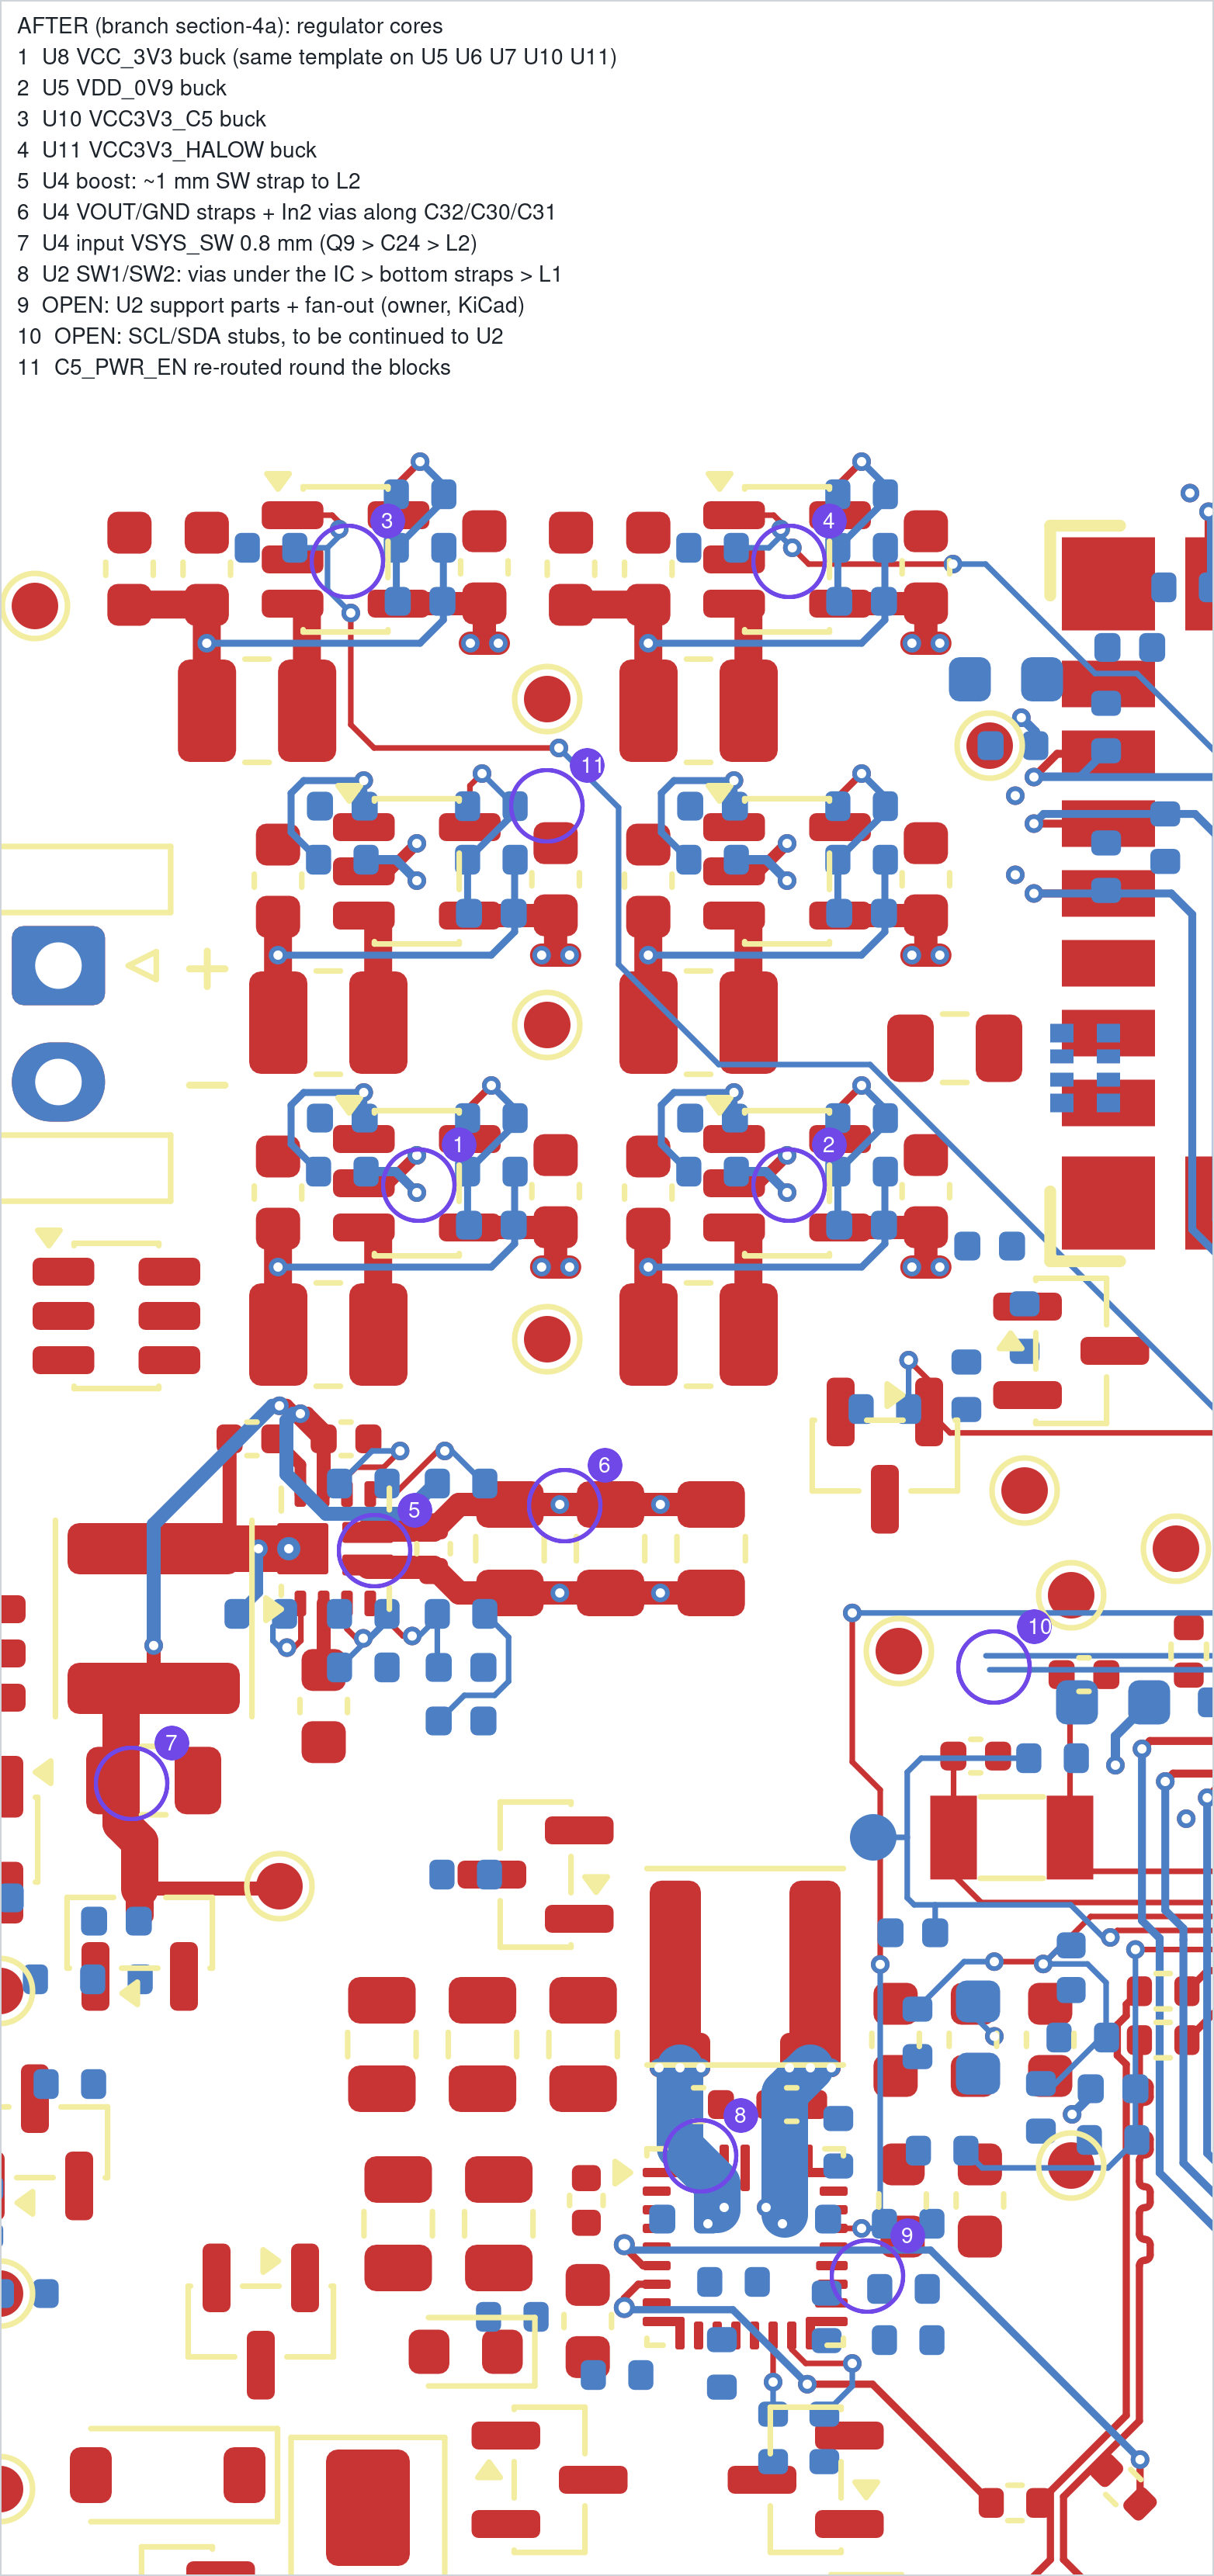 AFTER (branch section-4a): regulator cores
1 U8 VCC_3V3 buck (same template on U5 U6 U7 U10 U11)
2 U5 VDD_0V9 buck
3 U10 VCC3V3_C5 buck
4 U11 VCC3V3_HALOW buck
5 U4 boost: ~1 mm SW strap to L2
6 U4 VOUT/GND straps + In2 vias along C32/C30/C31
7 U4 input VSYS_SW 0.8 mm (Q9 > C24 > L2)
8 U2 SW1/SW2: vias under the IC > bottom straps > L1
9 OPEN: U2 support parts + fan-out (owner, KiCad)
10 OPEN: SCL/SDA stubs, to be continued to U2
11 C5_PWR_EN re-routed round the blocks
3
4
11
+
−
1
2
6
5
10
7
8
9